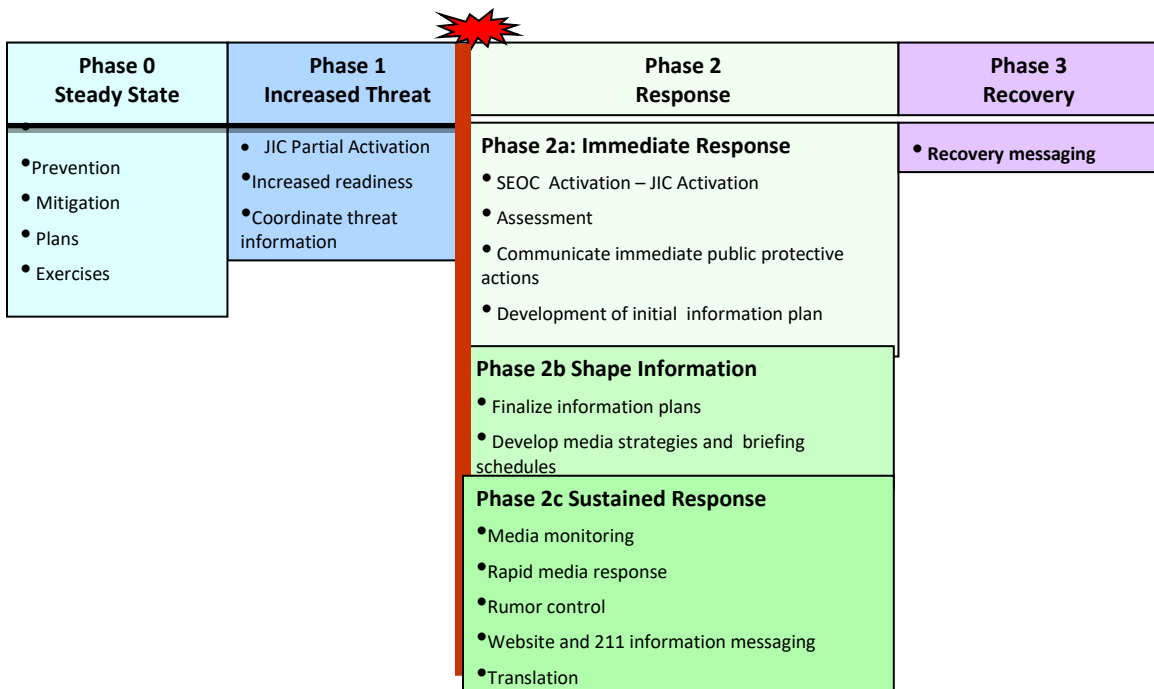 Phase 0
Steady State
•
•Prevention
• Mitigation
• Plans
• Exercises
Phase 1
Increased Threat
• JIC Partial Activation
•Increased readiness
•Coordinate threat
information
Phase 2
Response
Phase 2a: Immediate Response
• SEOC Activation – JIC Activation
• Assessment
• Communicate immediate public protective
actions
• Development of initial information plan
Phase 2b Shape Information
• Finalize information plans
• Develop media strategies and briefing
schedules
Phase 2c Sustained Response
•Media monitoring
•Rapid media response
•Rumor control
•Website and 211 information messaging
•Translation
Phase 3
Recovery
• Recovery messaging